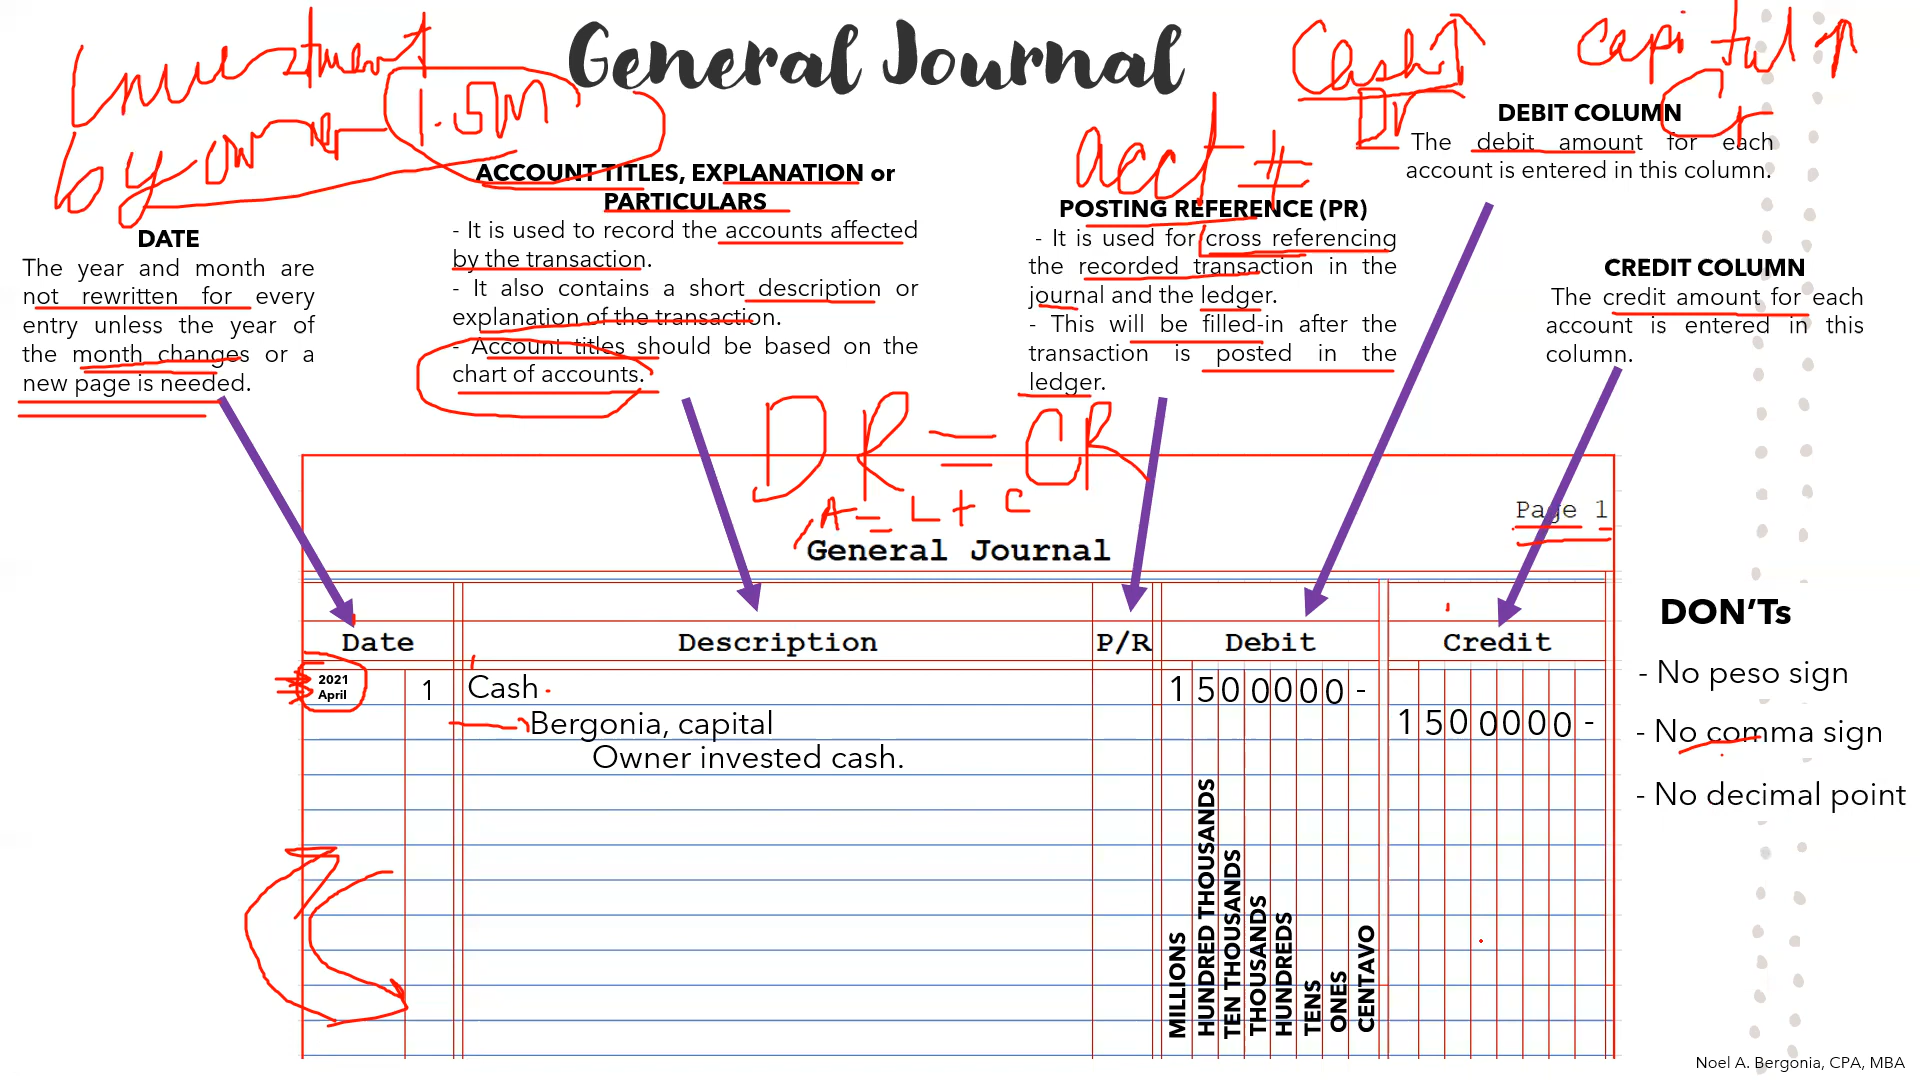 General Journal
Investment
by owner
1.5M
Cash ↑
Dr
capital ↑
Cr
acct #
DATE
The year and month are
not rewritten for every
entry unless the year of
the month changes or a
new page is needed.
ACCOUNT TITLES, EXPLANATION or
PARTICULARS
- It is used to record the accounts affected
by the transaction.
- It also contains a short description or
explanation of the transaction.
- Account titles should be based on the
chart of accounts.
POSTING REFERENCE (PR)
- It is used for cross referencing
the recorded transaction in the
journal and the ledger.
- This will be filled-in after the
transaction is posted in the
ledger.
DEBIT COLUMN
The debit amount for each
account is entered in this column.
CREDIT COLUMN
The credit amount for each
account is entered in this
column.
DR = CR
A = L + C
Page 1
General Journal
Date Description P/R Debit Credit
2021
April
1 Cash 1500000-
Bergonia, capital 1500000-
Owner invested cash.
MILLIONS
HUNDRED THOUSANDS
TEN THOUSANDS
THOUSANDS
HUNDREDS
TENS
ONES
CENTAVO
DON'Ts
- No peso sign
- No comma sign
- No decimal point
Noel A. Bergonia, CPA, MBA